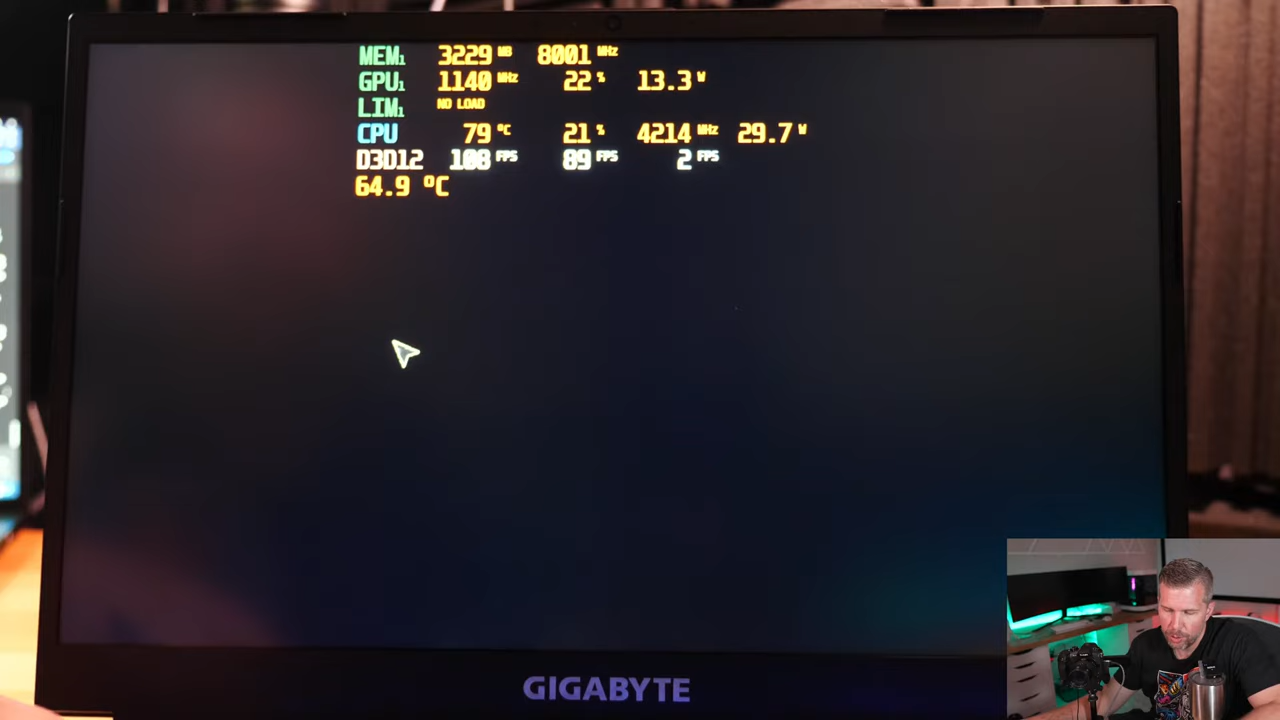 MEM1 3229 MB 8001 MHz
GPU1 1140 MHz 22 % 13.3 W
LIM1 NO LOAD
CPU 79 °C 21 % 4214 MHz 29.7 W
D3D12 108 FPS 89 FPS 2 FPS
64.9 °C
GIGABYTE